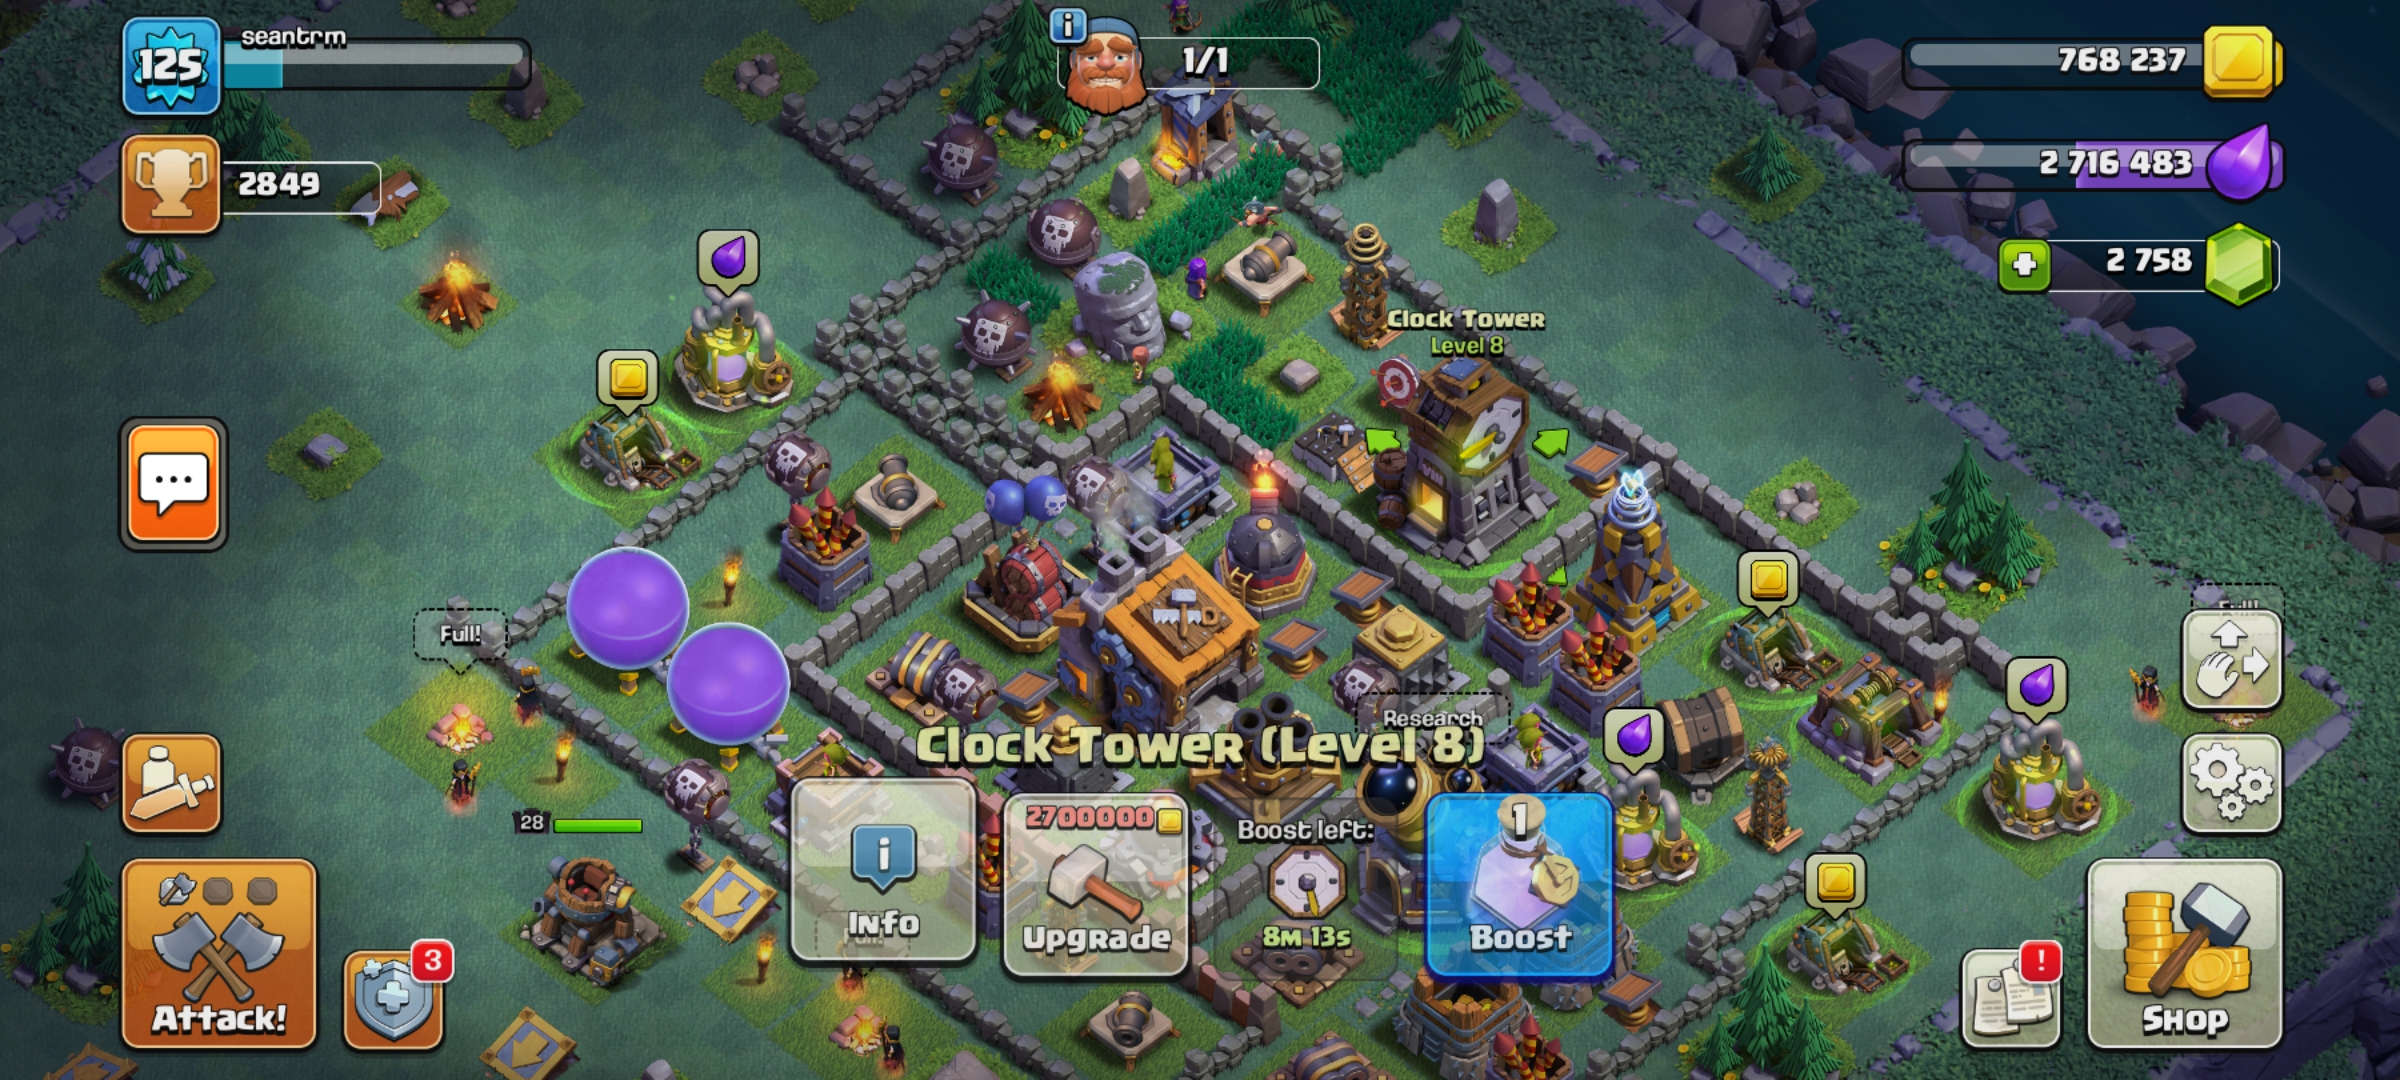 125
seantrm
1/1
768 237
2849
2 716 483
2 758
Clock Tower
Level 8
Full!
Full!
Research
Clock Tower (Level 8)
28
2700000
Boost left:
1
Info
Upgrade
8m 13s
Boost
3
!
Attack!
Shop